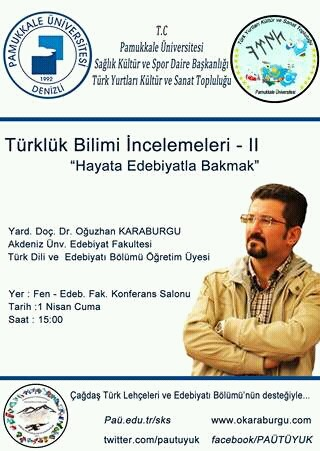 PAMUKKALE ÜNİVERSİTESİ
1992
DENİZLİ
T.C
Pamukkale Üniversitesi
Sağlık Kültür ve Spor Daire Başkanlığı
Türk Yurtları Kültür ve Sanat Topluluğu
Türk Yurtları Kültür ve Sanat Topluluğu
Pamukkale Üniversitesi
Türklük Bilimi İncelemeleri - II
“Hayata Edebiyatla Bakmak”
Yard. Doç. Dr. Oğuzhan KARABURGU
Akdeniz Ünv. Edebiyat Fakultesi
Türk Dili ve Edebiyatı Bölümü Öğretim Üyesi
Yer : Fen - Edeb. Fak. Konferans Salonu
Tarih :1 Nisan Cuma
Saat : 15:00
Çağdaş Türk Lehçeleri ve Edebiyatı Bölümü'nün desteğiyle...
Paü.edu.tr/sks
www.okaraburgu.com
twitter.com/pautuyuk
facebook/PAÜTÜYUK